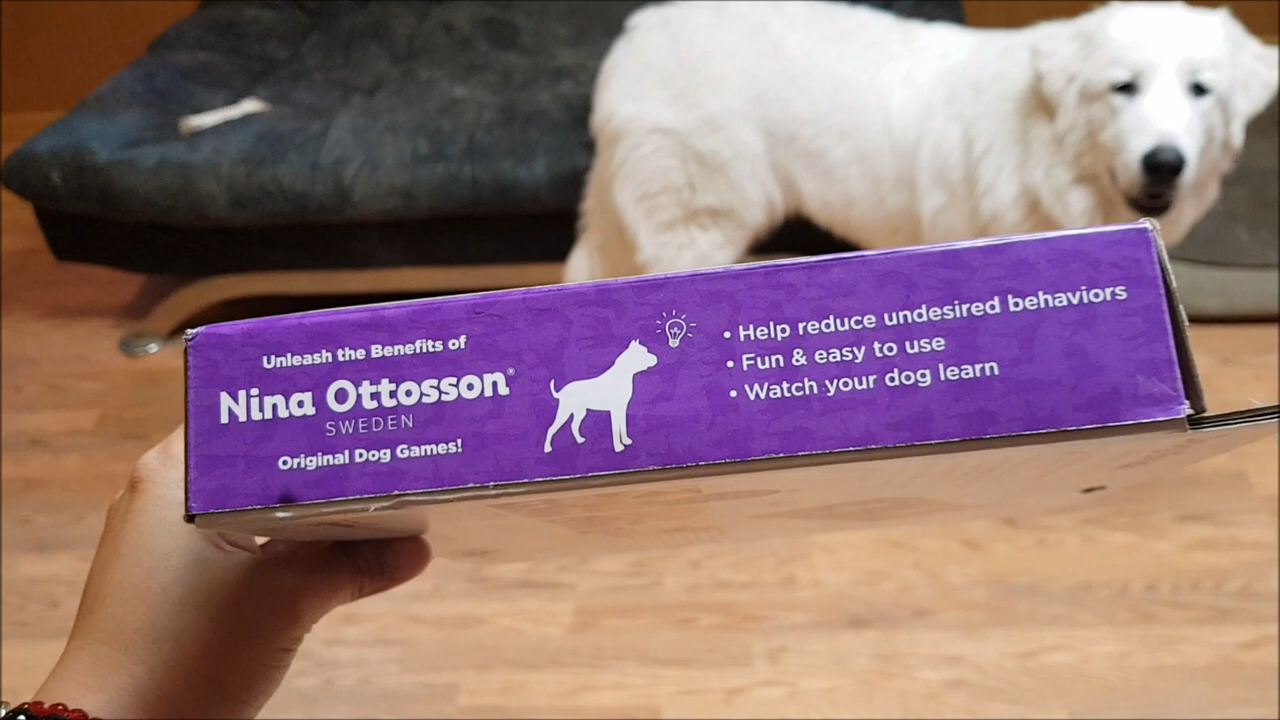 Unleash the Benefits of
Nina Ottosson®
SWEDEN
Original Dog Games!
• Help reduce undesired behaviors
• Fun & easy to use
• Watch your dog learn